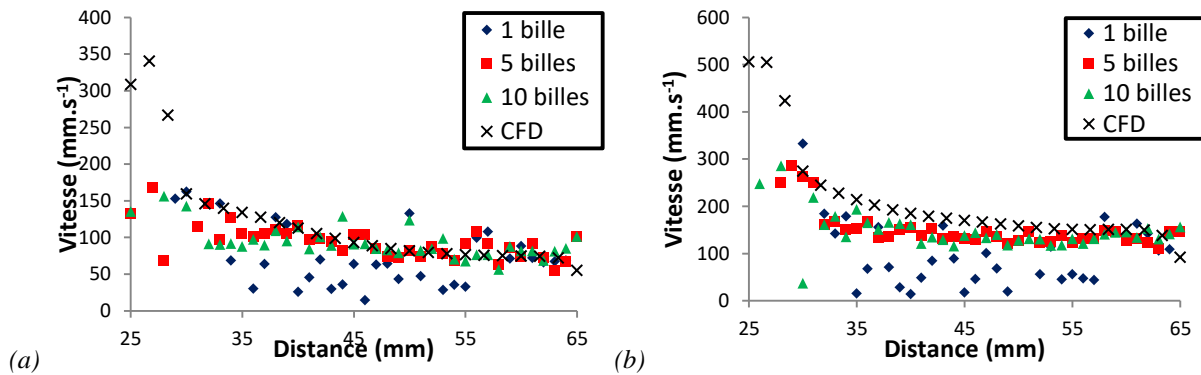 400
350
300
250
200
150
100
50
0
Vitesse (mm.s⁻¹)
25 35 45 55 65
Distance (mm)
1 bille
5 billes
10 billes
CFD
(a)
600
500
400
300
200
100
0
Vitesse (mm.s⁻¹)
25 35 45 55 65
Distance (mm)
1 bille
5 billes
10 billes
CFD
(b)